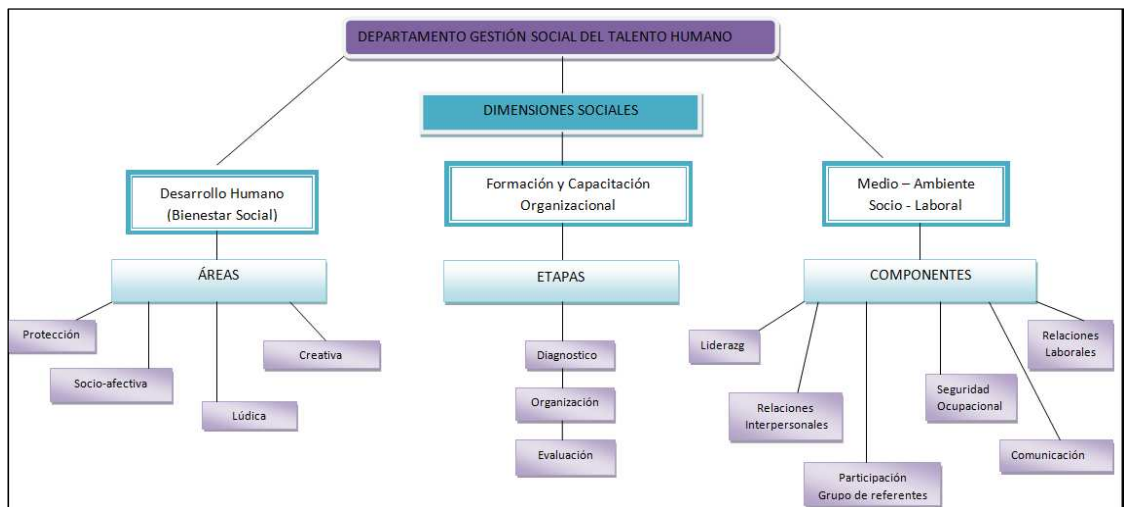 DEPARTAMENTO GESTIÓN SOCIAL DEL TALENTO HUMANO
DIMENSIONES SOCIALES
Desarrollo Humano
(Bienestar Social)
Formación y Capacitación
Organizacional
Medio – Ambiente
Socio - Laboral
ÁREAS
ETAPAS
COMPONENTES
Protección
Socio-afectiva
Lúdica
Creativa
Diagnostico
Organización
Evaluación
Liderazg
Relaciones
Interpersonales
Participación
Grupo de referentes
Seguridad
Ocupacional
Comunicación
Relaciones
Laborales